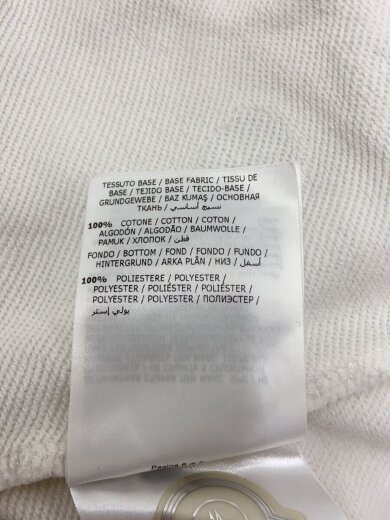 TESSUTO BASE / BASE FABRIC / TISSU DE
BASE / TEJIDO BASE / TECIDO-BASE /
GRUNDGEWEBE / BAZ KUMAŞ / ОСНОВНАЯ
ТКАНЬ / نسيج أساسي /
100% COTONE / COTTON / COTON /
ALGODÓN / ALGODÃO / BAUMWOLLE /
PAMUK / ХЛОПОК / قطن /
FONDO / BOTTOM / FOND / FONDO / FUNDO /
HINTERGRUND / ARKA PLÂN / НИЗ / أسفل /
100% POLIESTERE / POLYESTER /
POLYESTER / POLIÉSTER / POLIÉSTER /
POLYESTER / POLYESTER / ПОЛИЭСТЕР /
بولي إستر /